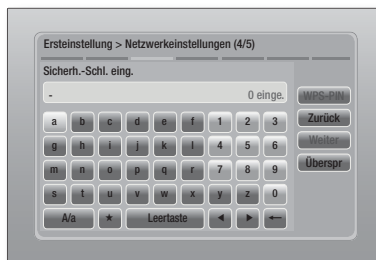 Ersteinstellung > Netzwerkeinstellungen (4/5)
Sicherh.-Schl. eing.
- 0 einge.
WPS-PIN
a b c d e f 1 2 3 Zurück
g h i j k l 4 5 6 Weiter
m n o p q r 7 8 9 Überspr
s t u v w x y z 0
A/a ★ Leertaste ◀ ▶ ←